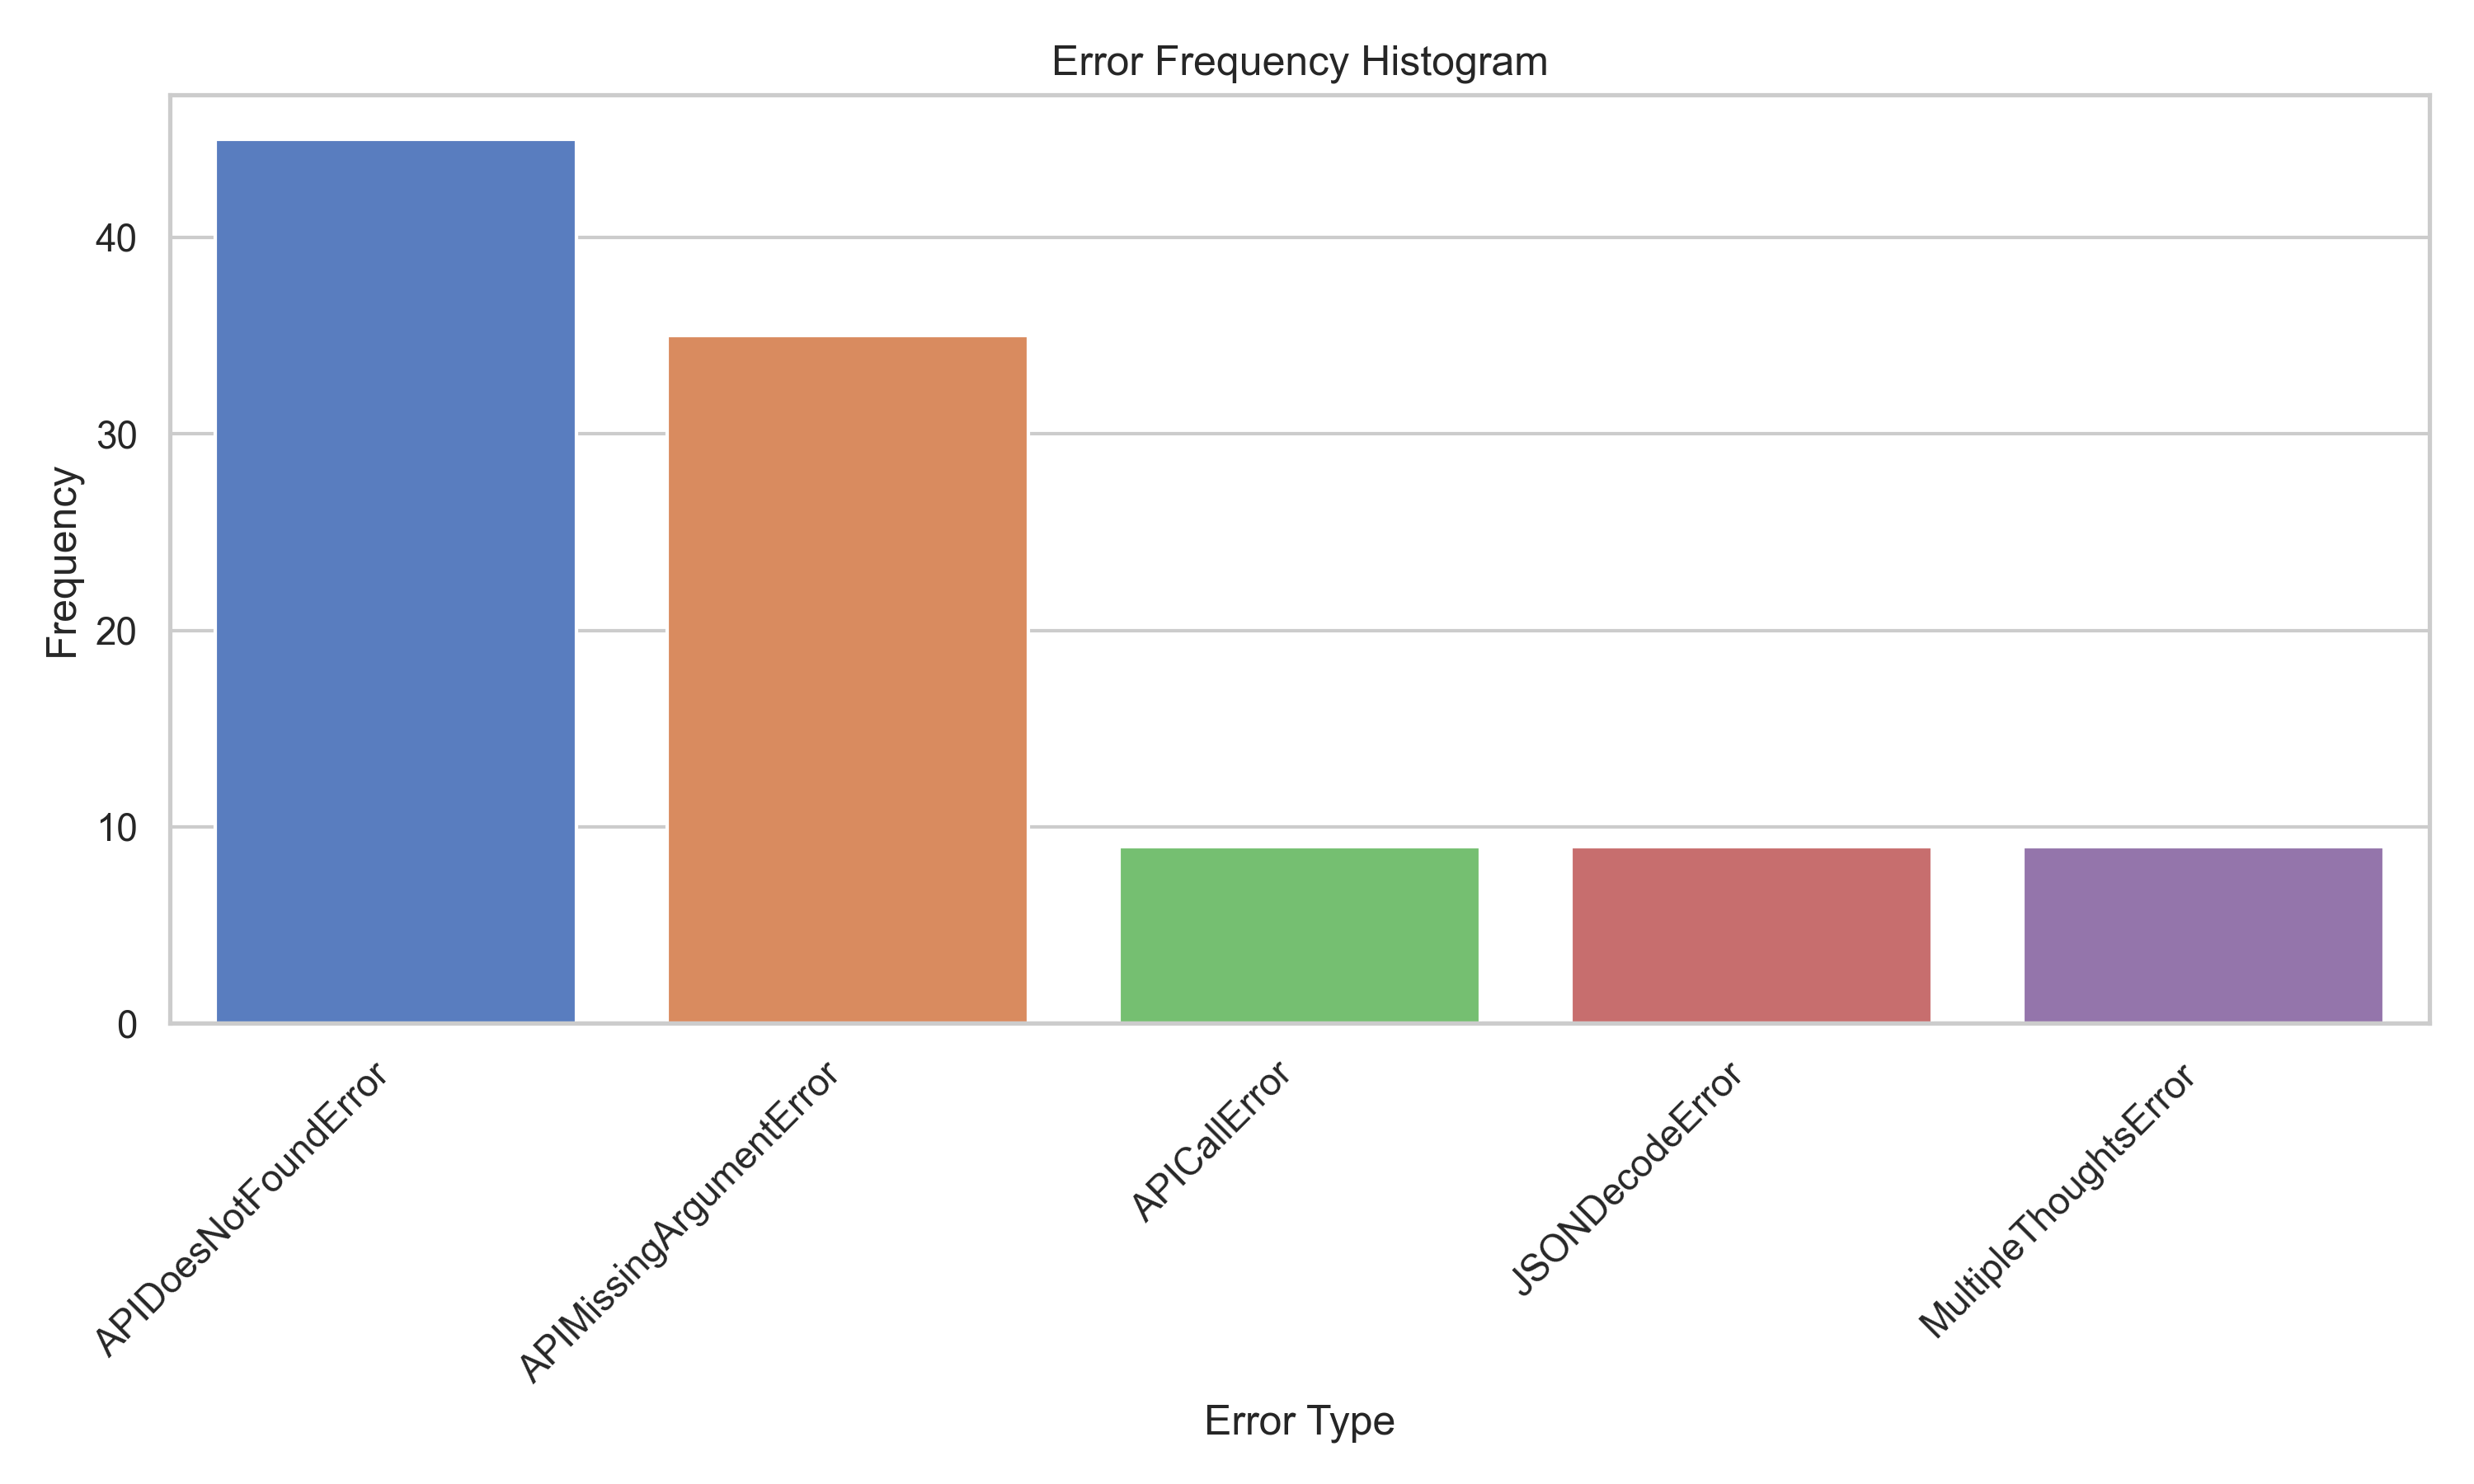 Error Frequency Histogram
Frequency
40
30
20
10
0
APIDoesNotFoundError
APIMissingArgumentError
APICallError
JSONDecodeError
MultipleThoughtsError
Error Type